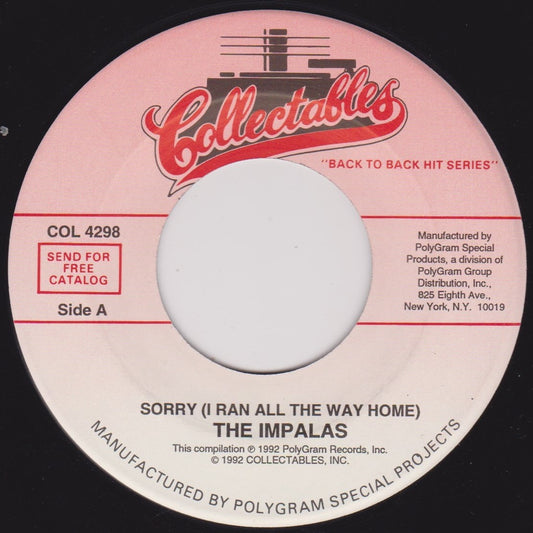 Collectables
"BACK TO BACK HIT SERIES"
COL 4298
SEND FOR
FREE
CATALOG
Side A
Manufactured by
PolyGram Special
Products, a division of
PolyGram Group
Distribution, Inc.,
825 Eighth Ave.,
New York, N.Y. 10019
SORRY (I RAN ALL THE WAY HOME)
THE IMPALAS
This compilation ℗ 1992 PolyGram Records, Inc.
© 1992 COLLECTABLES, INC.
MANUFACTURED BY POLYGRAM SPECIAL PROJECTS